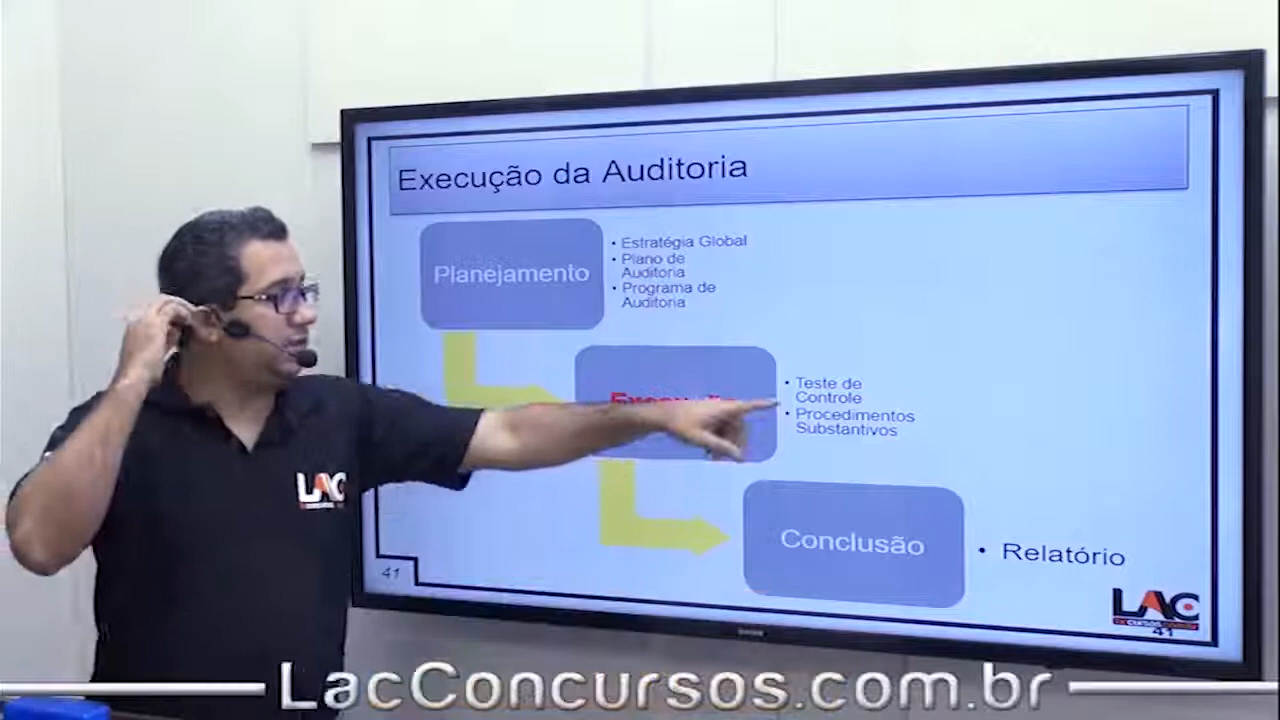 Execução da Auditoria
Planejamento
• Estratégia Global
• Plano de
Auditoria
• Programa de
Auditoria
• Teste de
Controle
• Procedimentos
Substantivos
Conclusão
• Relatório
41
LAC
LAC
41
LacConcursos.com.br